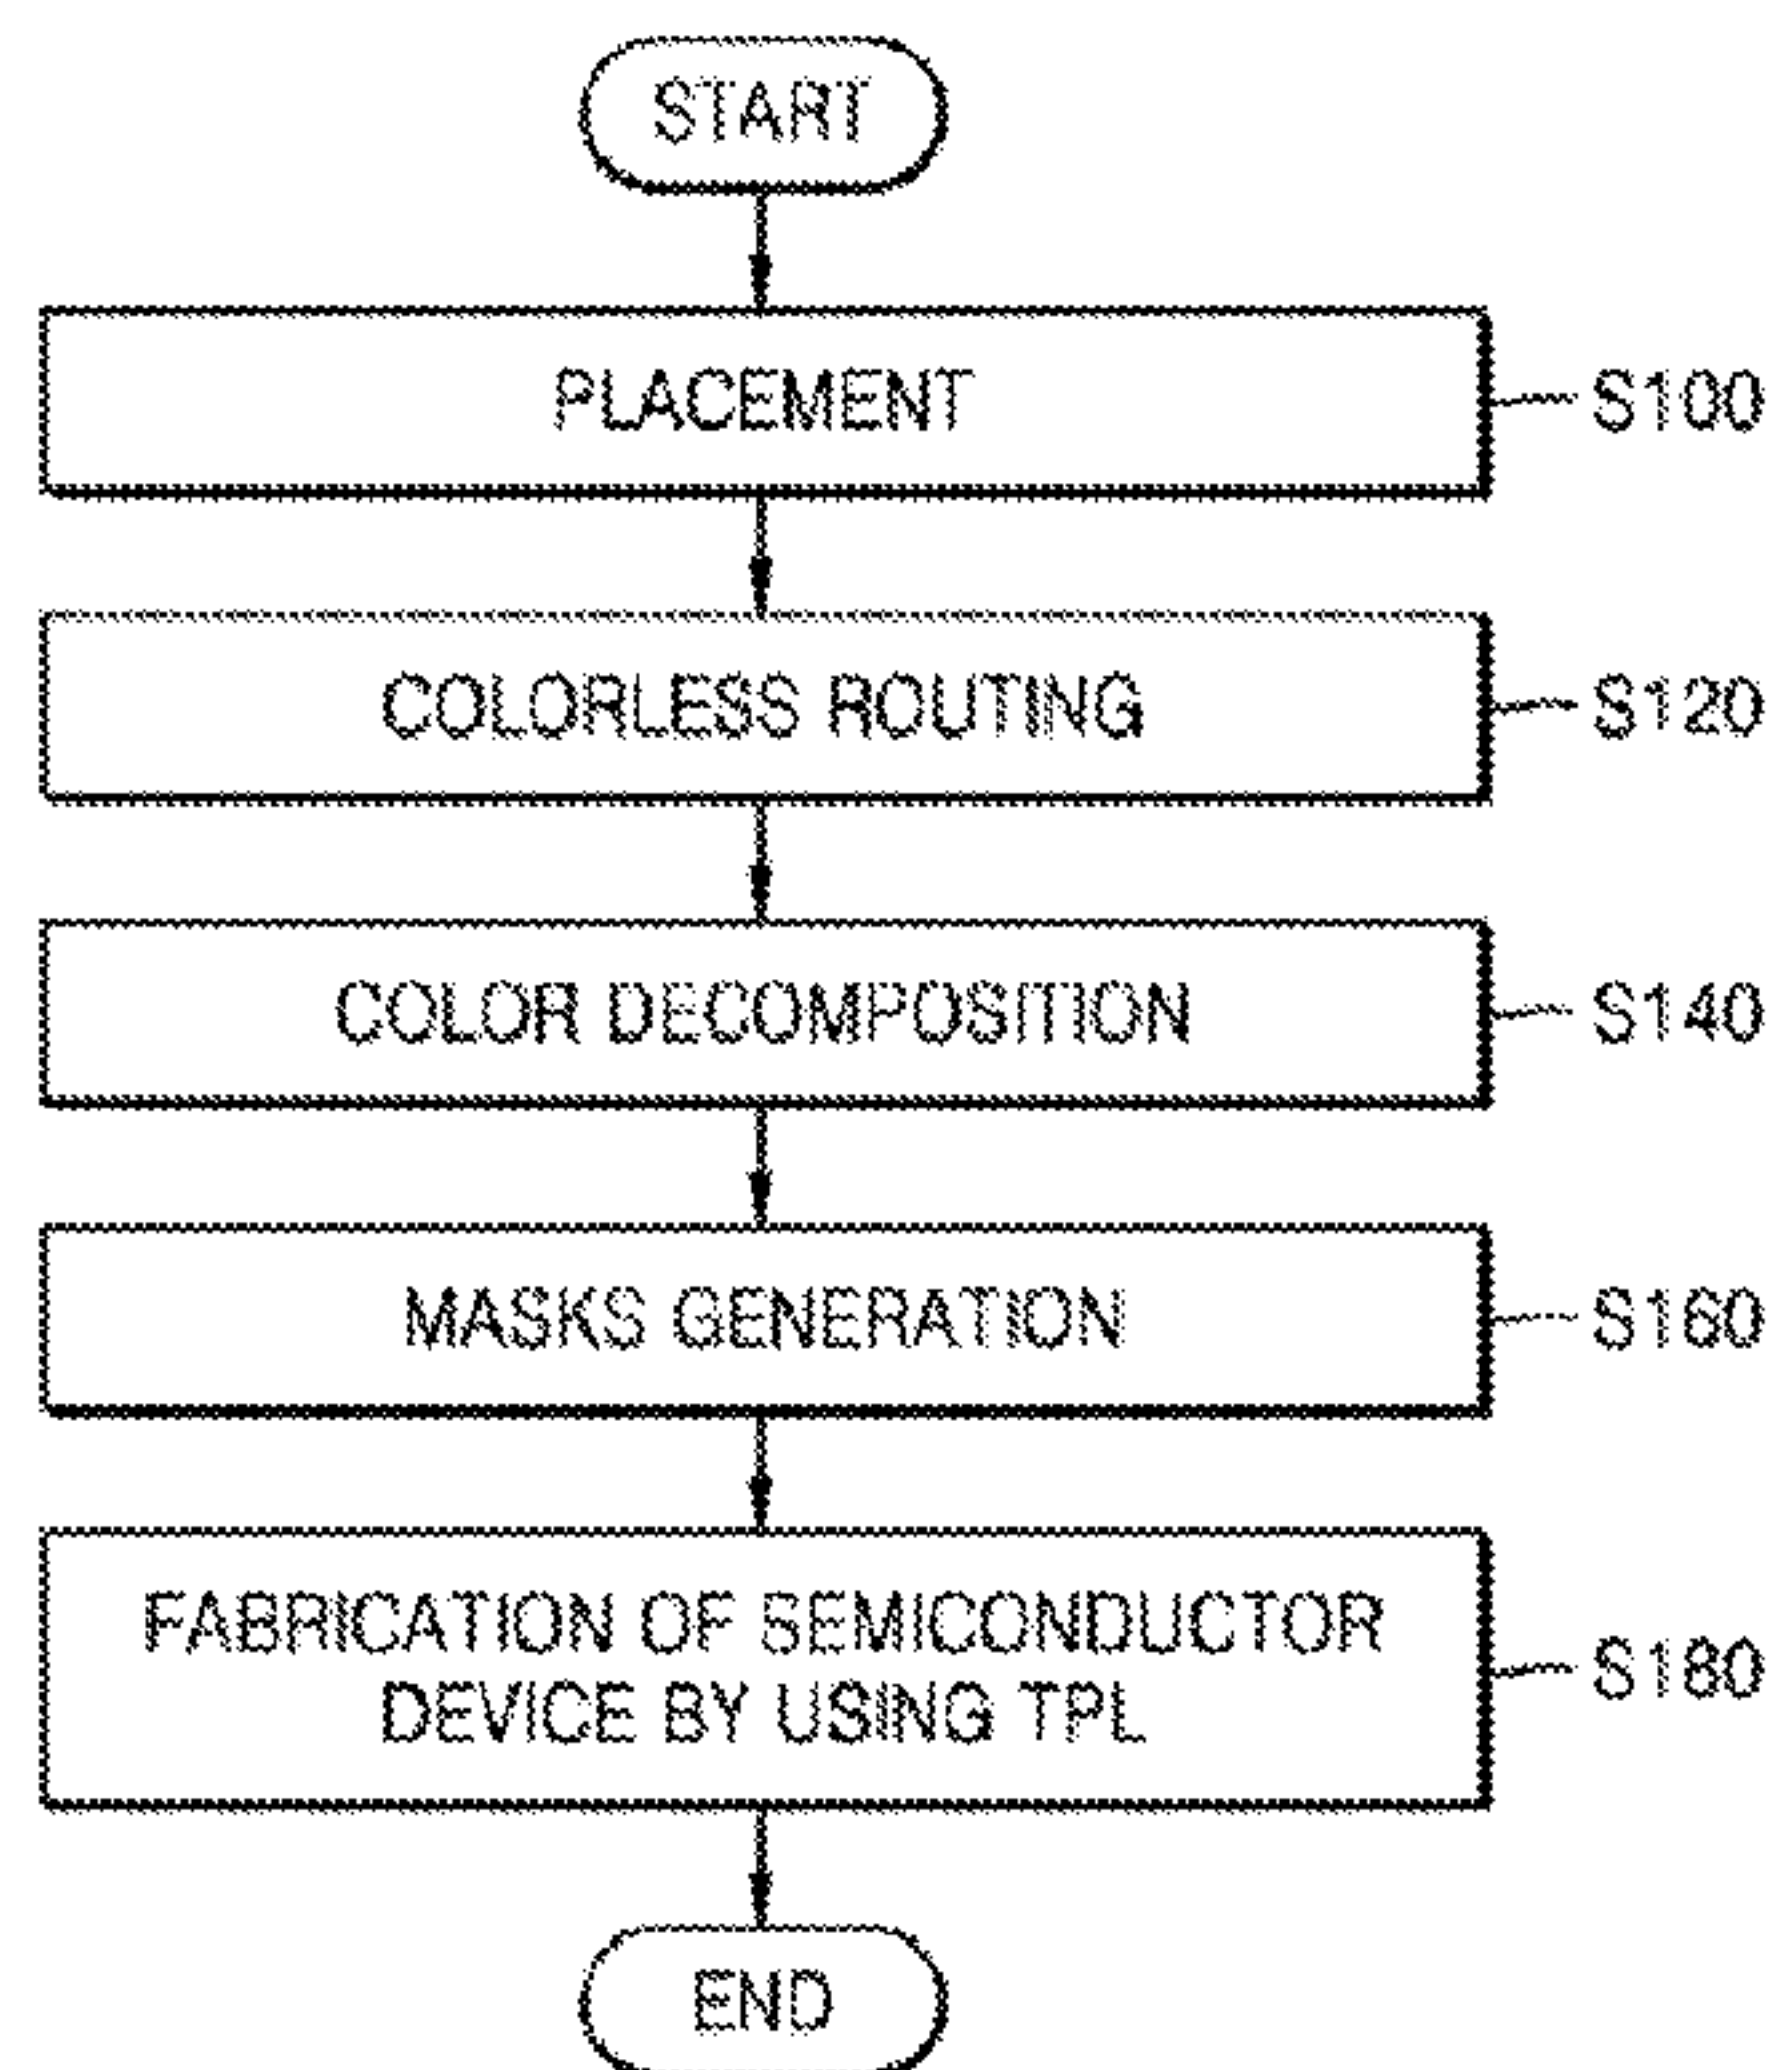 START
PLACEMENT
S100
COLORLESS ROUTING
S120
COLOR DECOMPOSITION
S140
MASKS GENERATION
S160
FABRICATION OF SEMICONDUCTOR
DEVICE BY USING TPL
S180
END